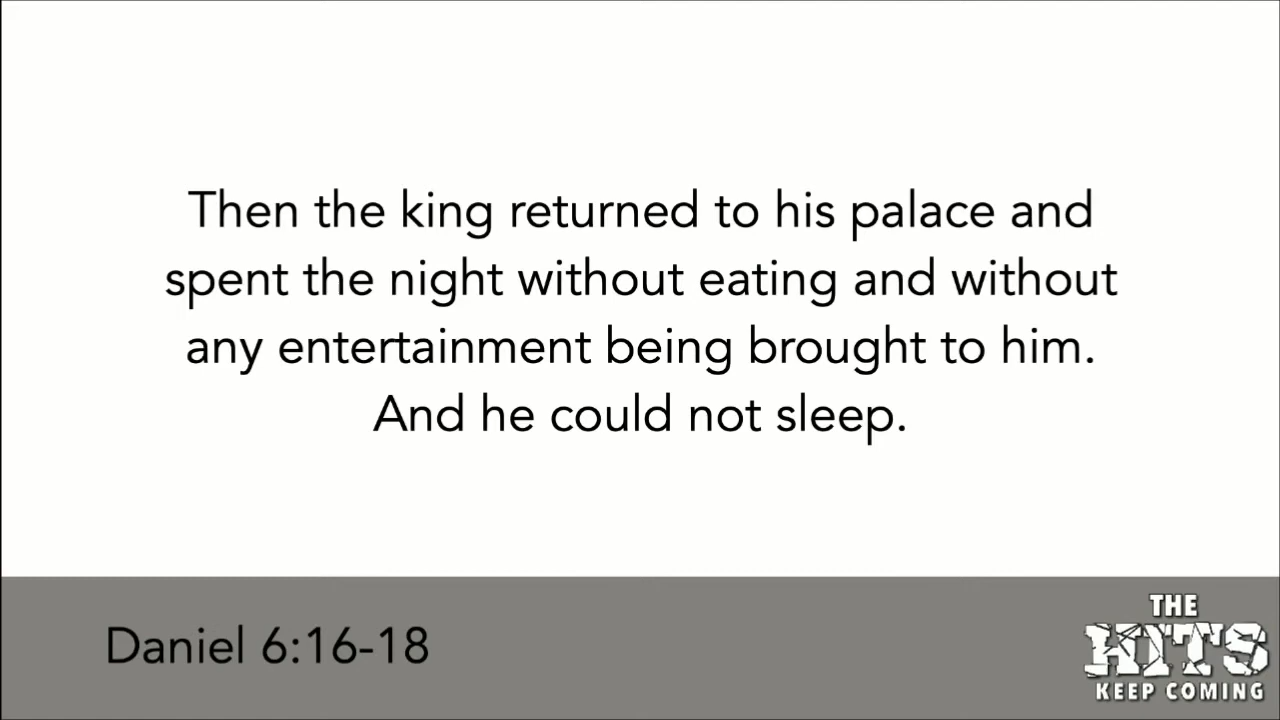 Then the king returned to his palace and
spent the night without eating and without
any entertainment being brought to him.
And he could not sleep.
Daniel 6:16-18
THE
HITS
KEEP COMING